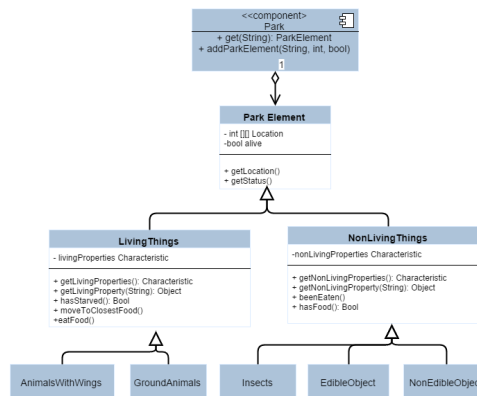 <<component>>
Park
+ get(String): ParkElement
+ addParkElement(String, int, bool)
1
Park Element
- int [][] Location
-bool alive
+ getLocation()
+ getStatus()
LivingThings
- livingProperties Characteristic
+ getLivingProperties(): Characteristic
+ getLivingProperty(String): Object
+ hasStarved(): Bool
+ moveToClosestFood()
+eatFood()
NonLivingThings
-nonLivingProperties Characteristic
+ getNonLivingProperties(): Characteristic
+ getNonLivingProperty(String): Object
+ beenEaten()
+ hasFood(): Bool
AnimalsWithWings
GroundAnimals
Insects
EdibleObject
NonEdibleObjec